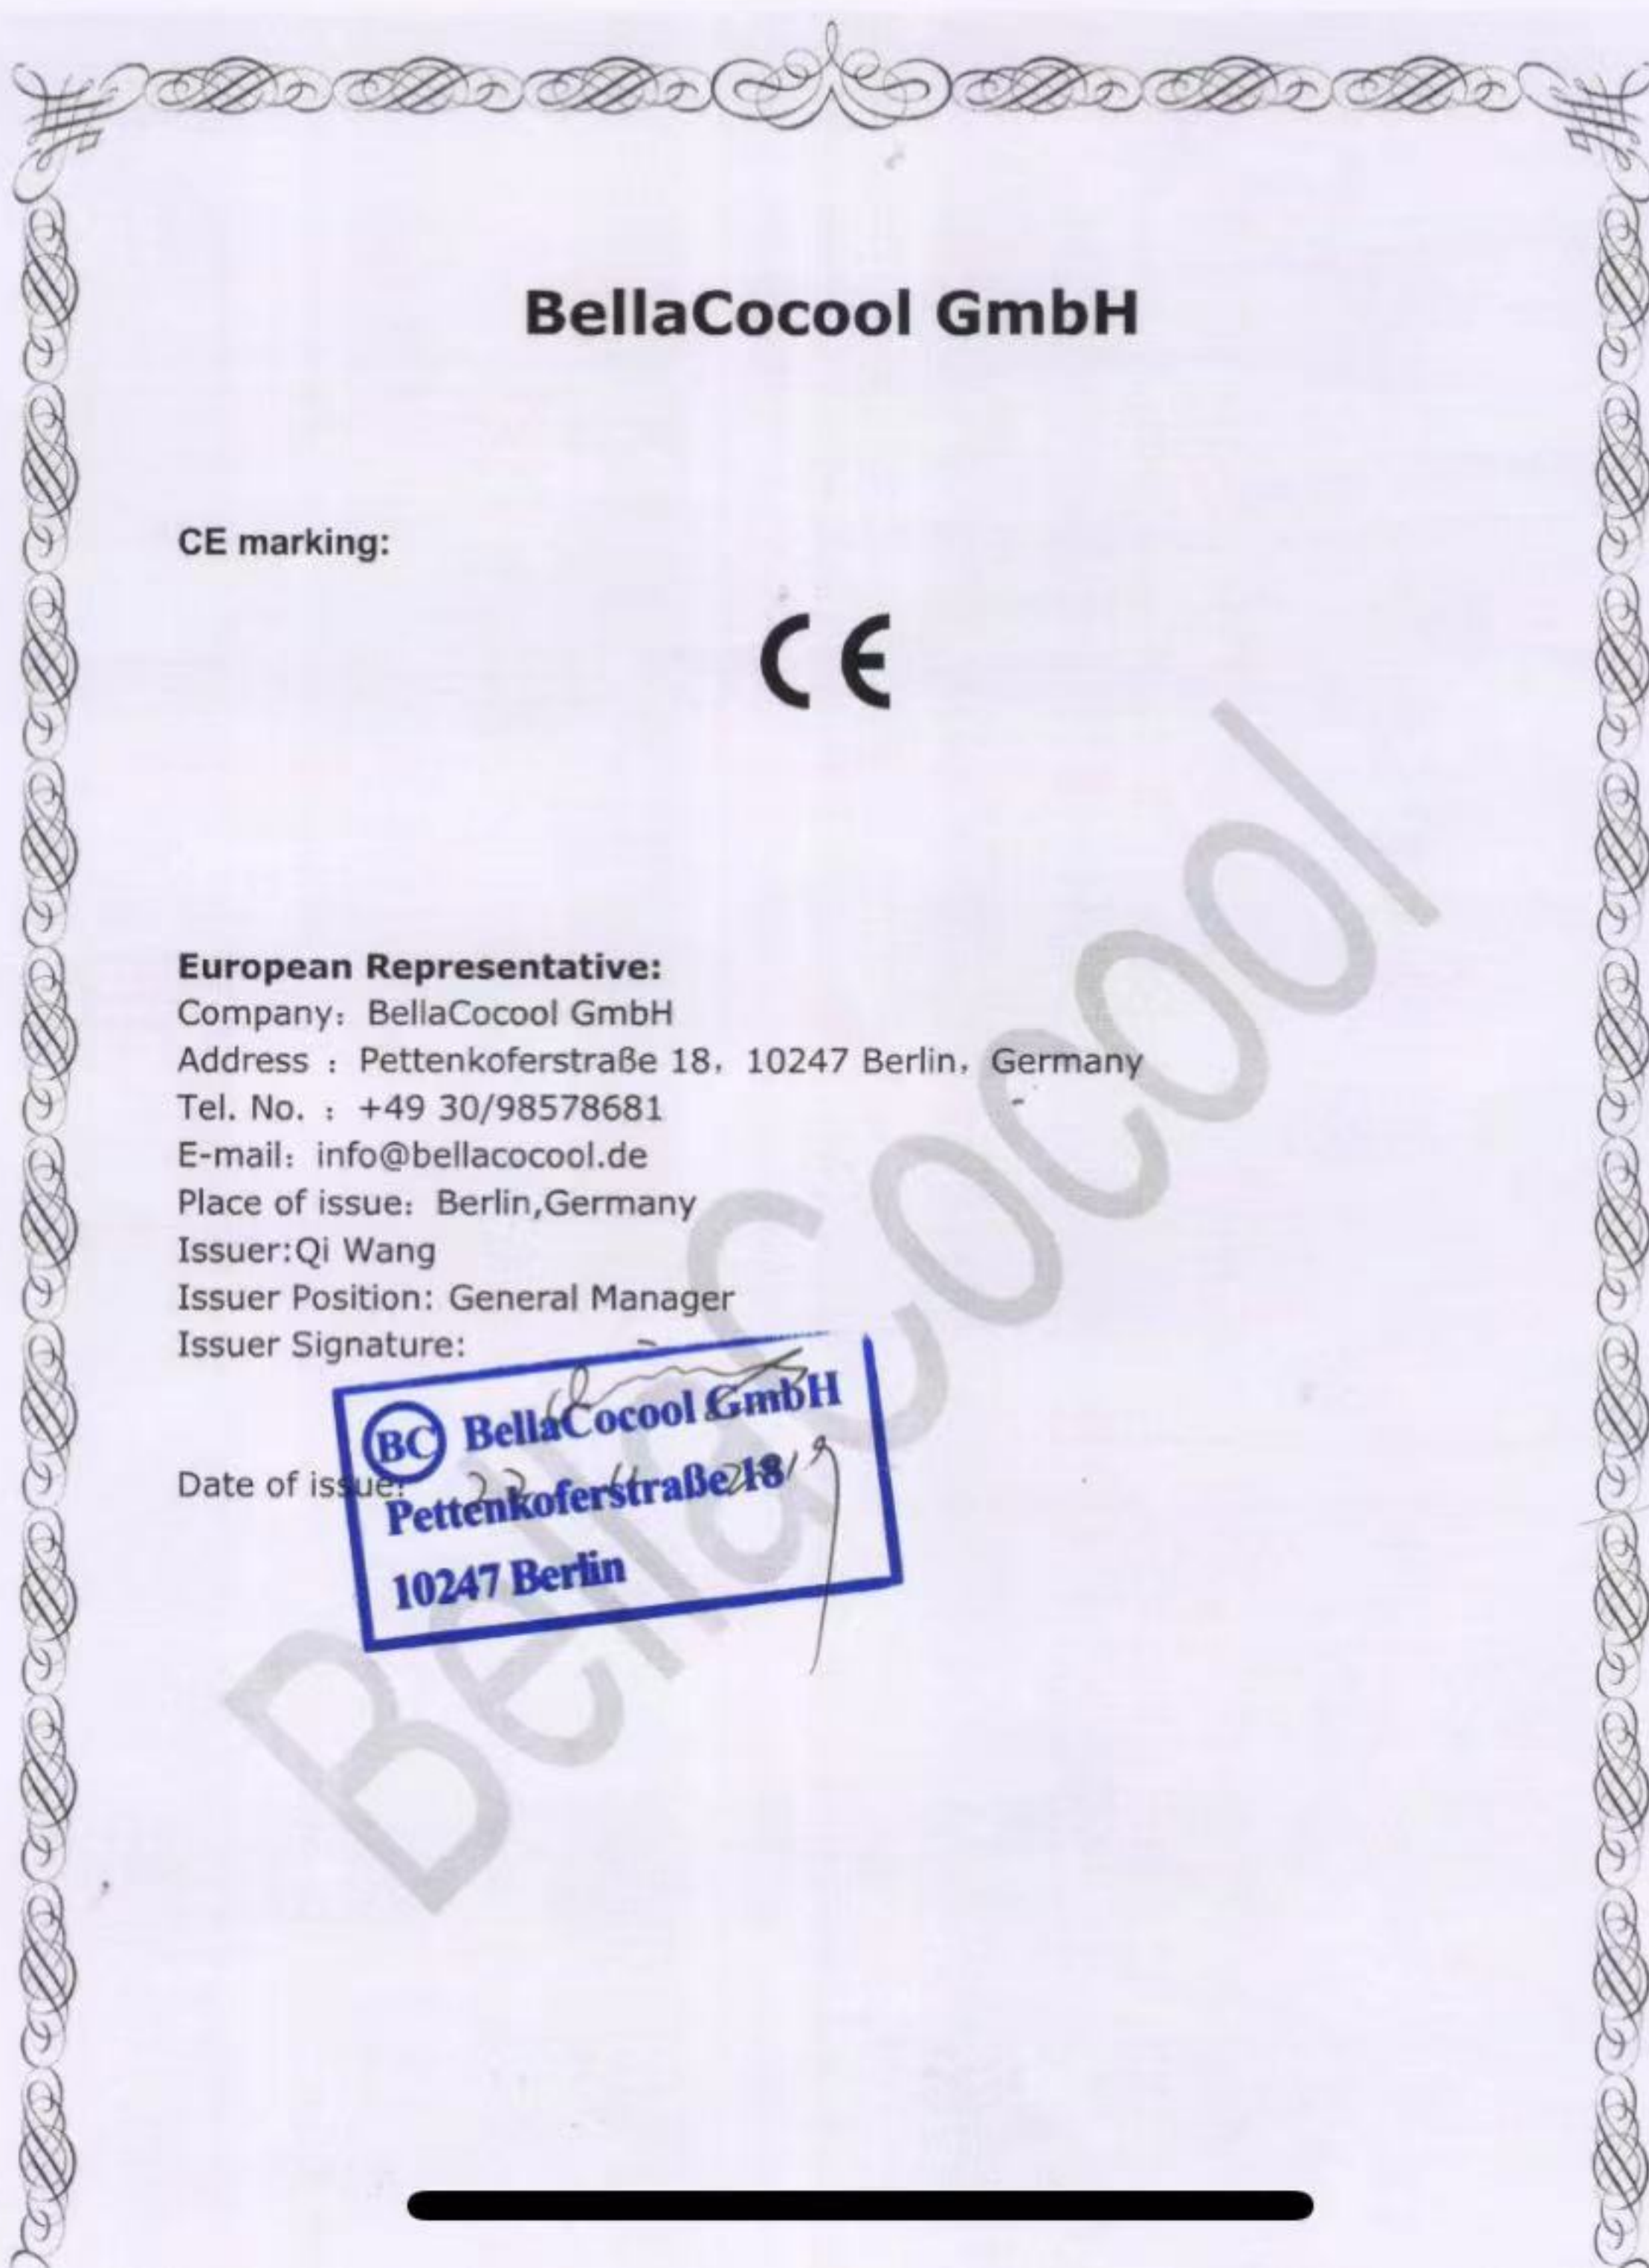 BellaCocool GmbH
CE marking:
CE
European Representative:
Company：BellaCocool GmbH
Address ：Pettenkoferstraße 18，10247 Berlin，Germany
Tel. No. ：+49 30/98578681
E-mail：info@bellacocool.de
Place of issue：Berlin,Germany
Issuer:Qi Wang
Issuer Position: General Manager
Issuer Signature:
BC BellaCocool GmbH
Date of issue:
Pettenkoferstraße 18
10247 Berlin
BellaCocool